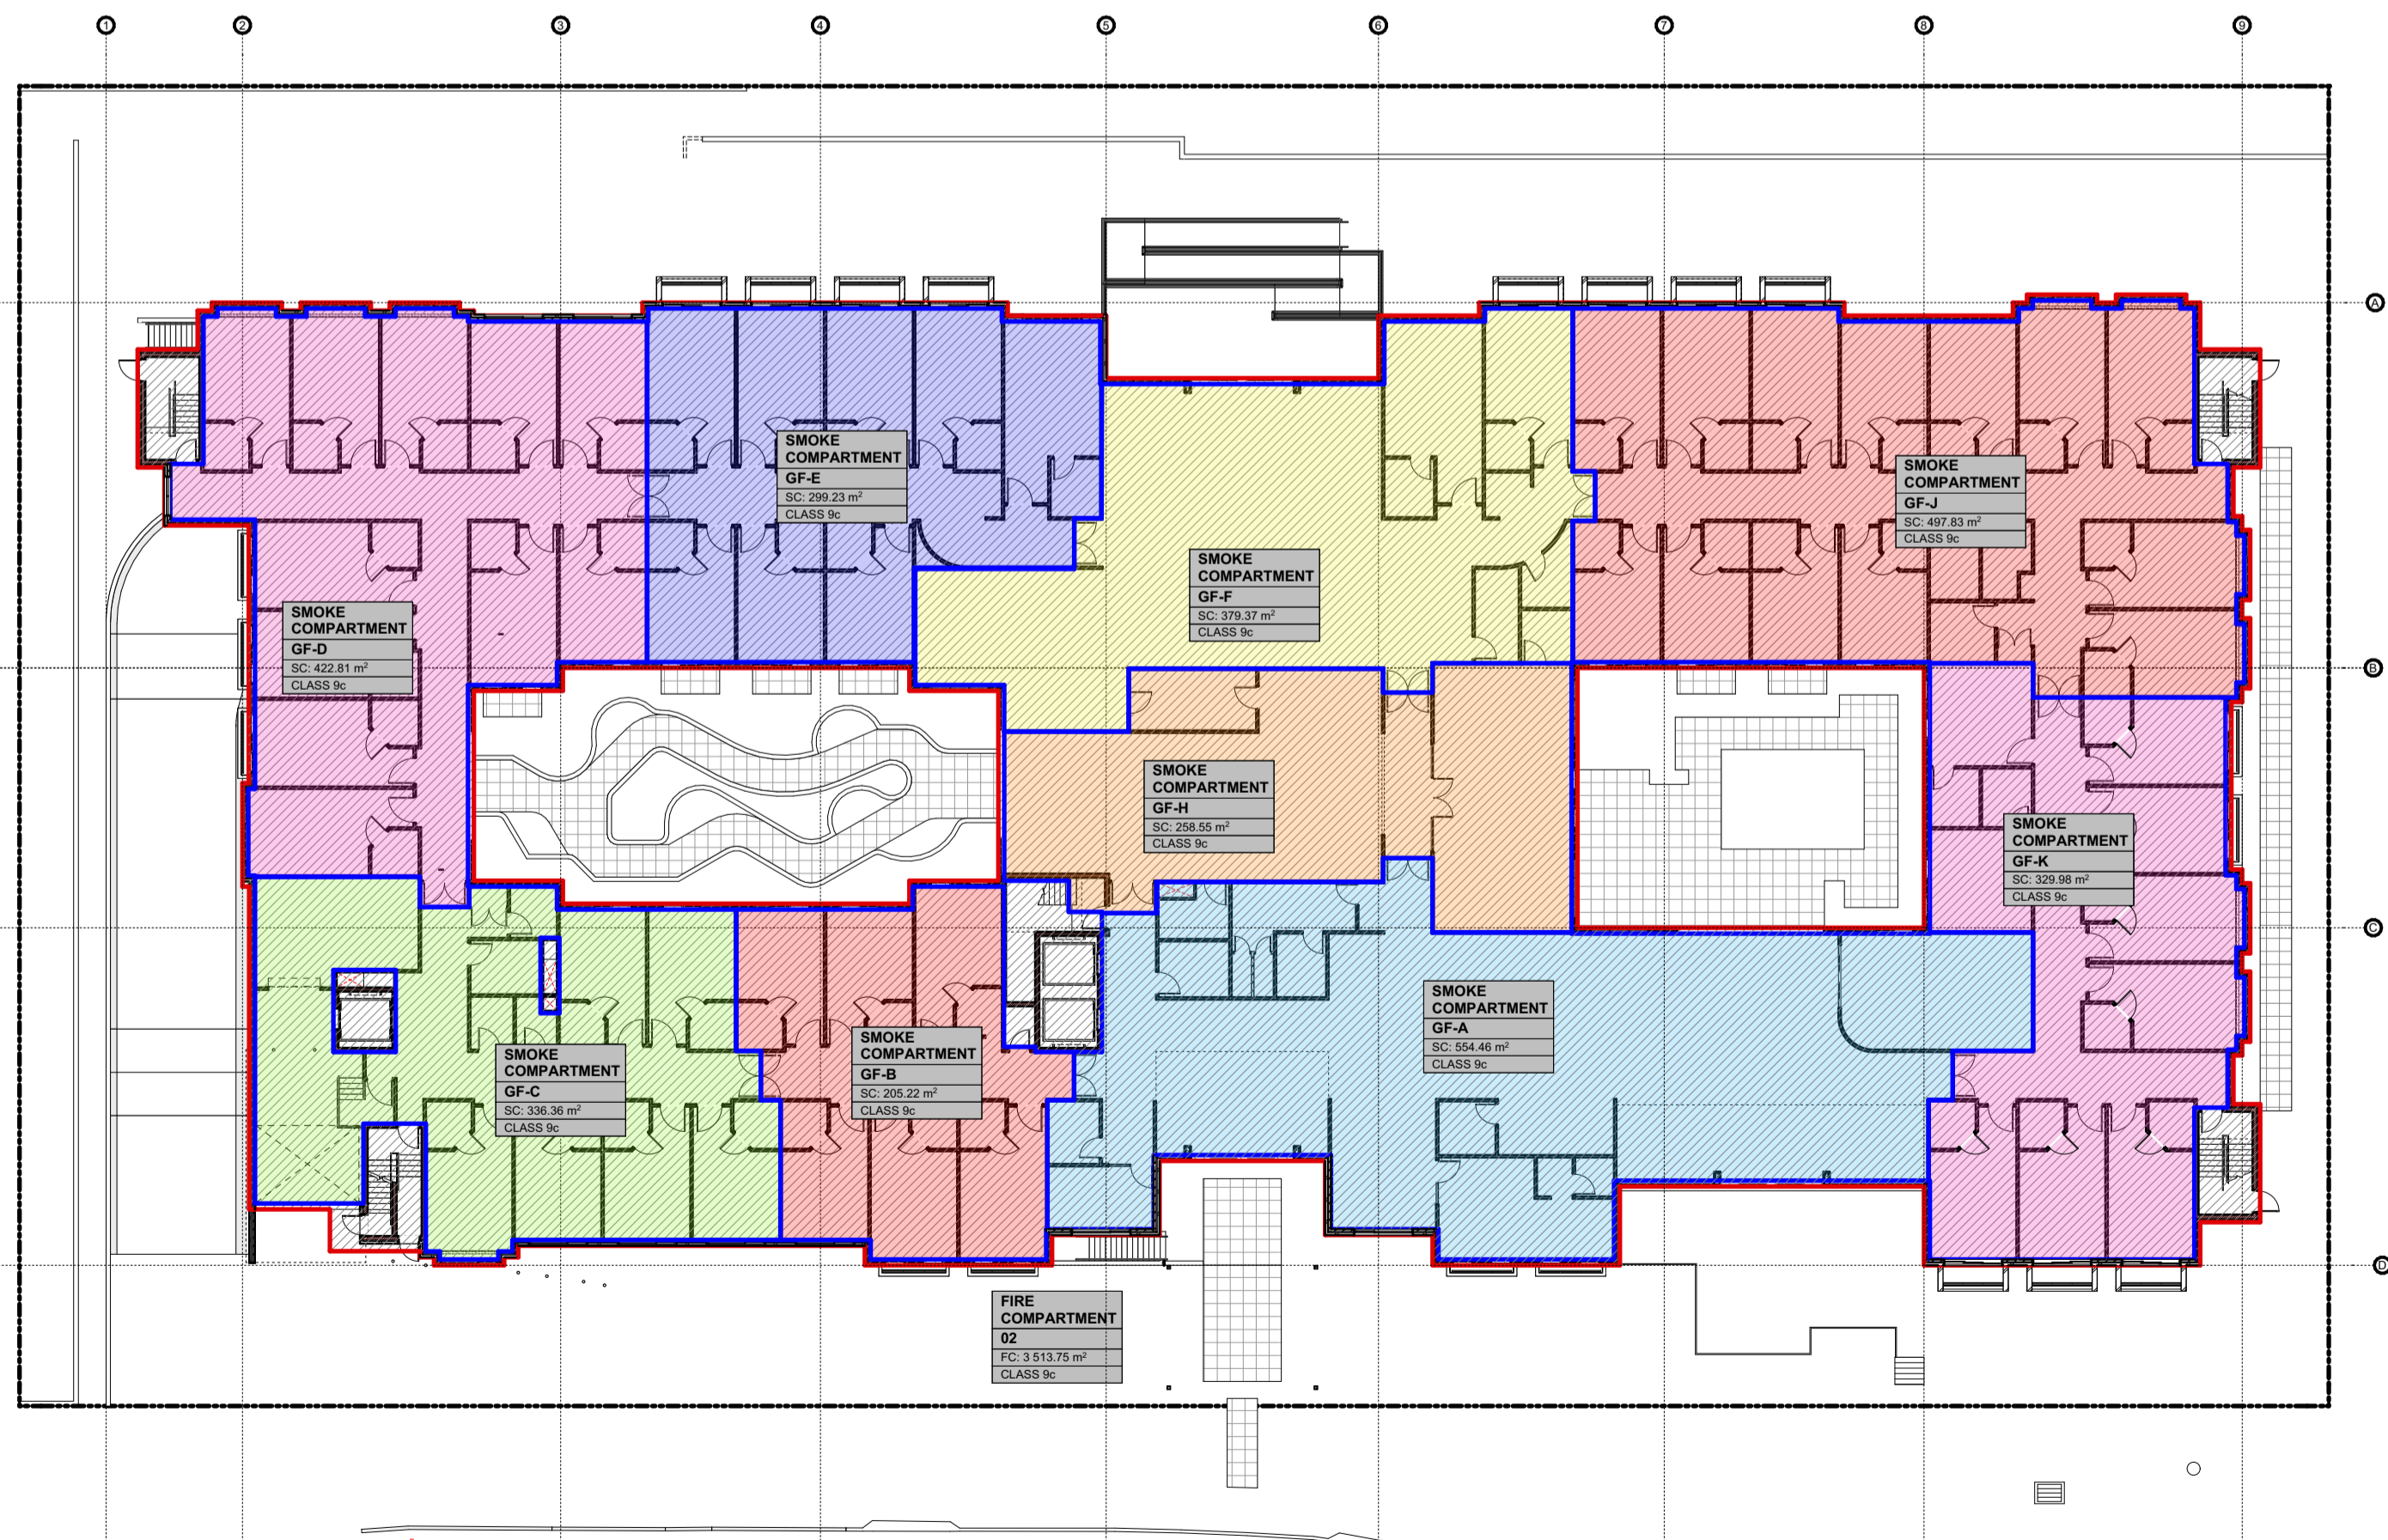 1 2 3 4 5 6 7 8 9
A
SMOKE
COMPARTMENT
GF-E
SC: 299.23 m²
CLASS 9c
SMOKE
COMPARTMENT
GF-J
SC: 497.83 m²
CLASS 9c
SMOKE
COMPARTMENT
GF-F
SC: 379.37 m²
CLASS 9c
SMOKE
COMPARTMENT
GF-D
SC: 422.81 m²
CLASS 9c
B
SMOKE
COMPARTMENT
GF-H
SC: 258.55 m²
CLASS 9c
SMOKE
COMPARTMENT
GF-K
SC: 329.98 m²
CLASS 9c
C
SMOKE
COMPARTMENT
GF-A
SC: 554.46 m²
CLASS 9c
SMOKE
COMPARTMENT
GF-B
SC: 205.22 m²
CLASS 9c
SMOKE
COMPARTMENT
GF-C
SC: 336.36 m²
CLASS 9c
D
FIRE
COMPARTMENT
02
FC: 3 513.75 m²
CLASS 9c